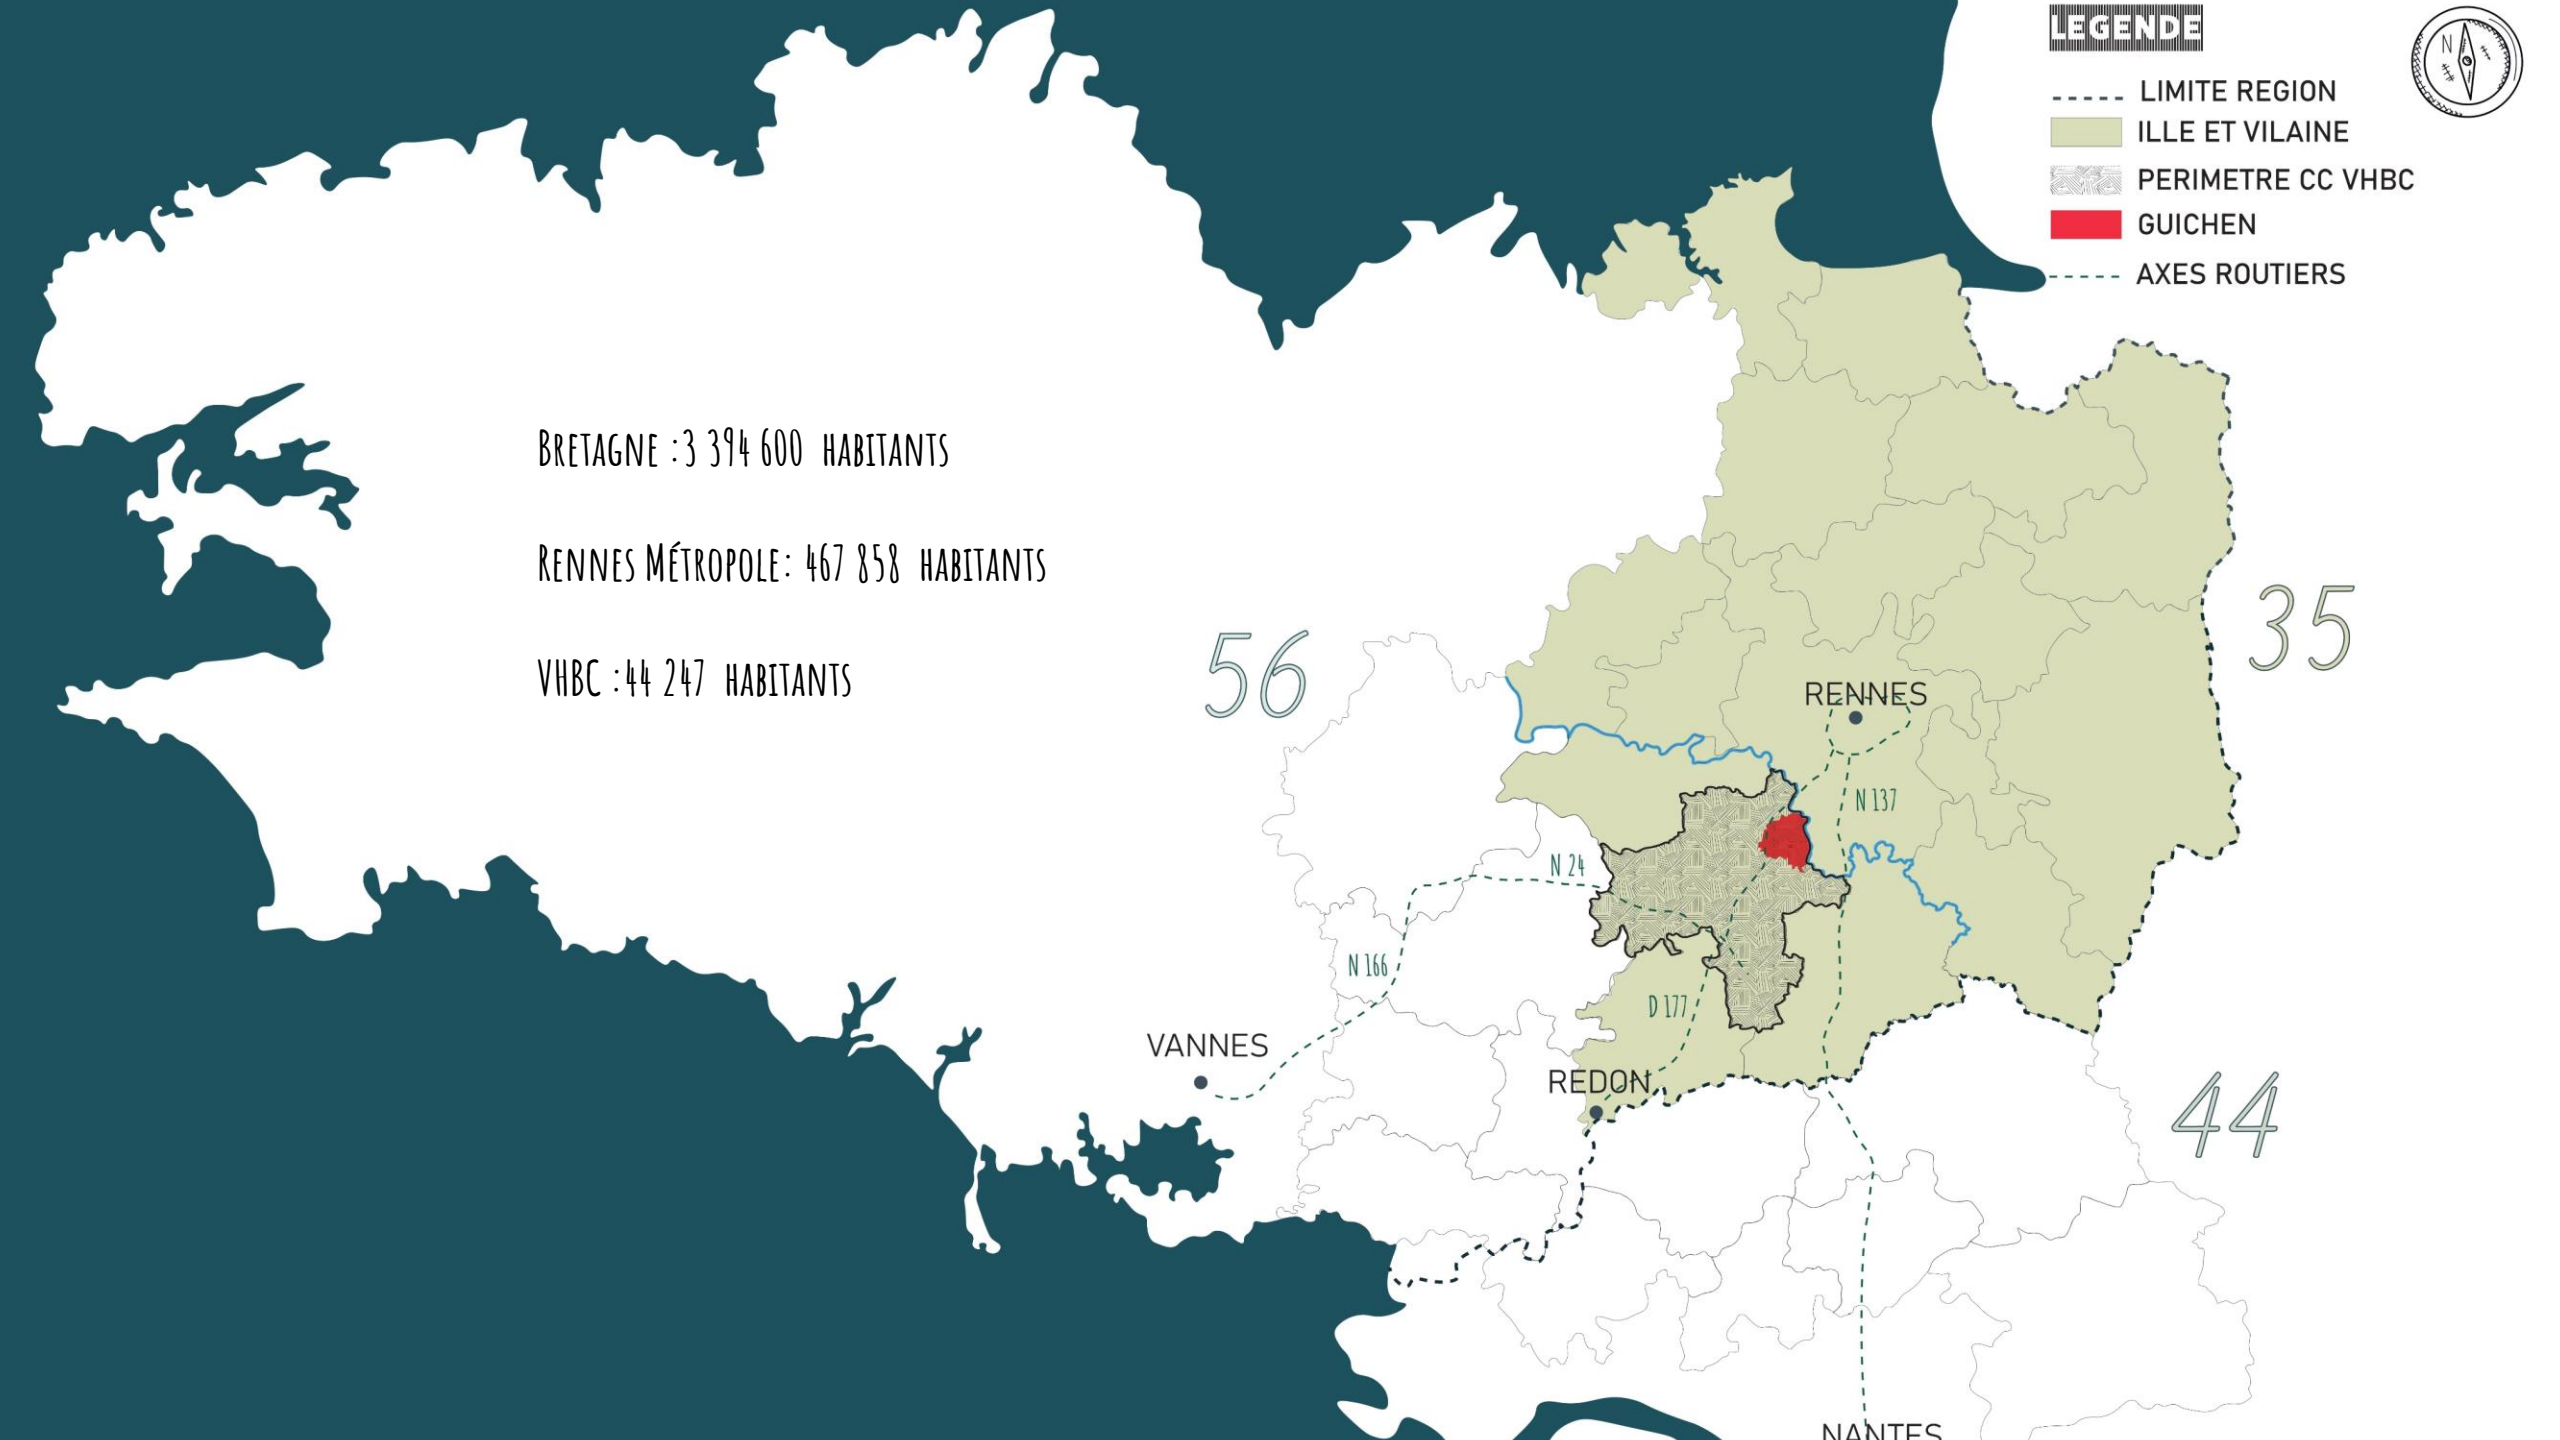 LEGENDE
N
LIMITE REGION
ILLE ET VILAINE
PERIMETRE CC VHBC
GUICHEN
AXES ROUTIERS
BRETAGNE :3 394 600 HABITANTS
RENNES MÉTROPOLE: 467 858 HABITANTS
VHBC :44 247 HABITANTS
56
35
RENNES
N 137
N 24
N 166
D 177
VANNES
REDON
44
NANTES